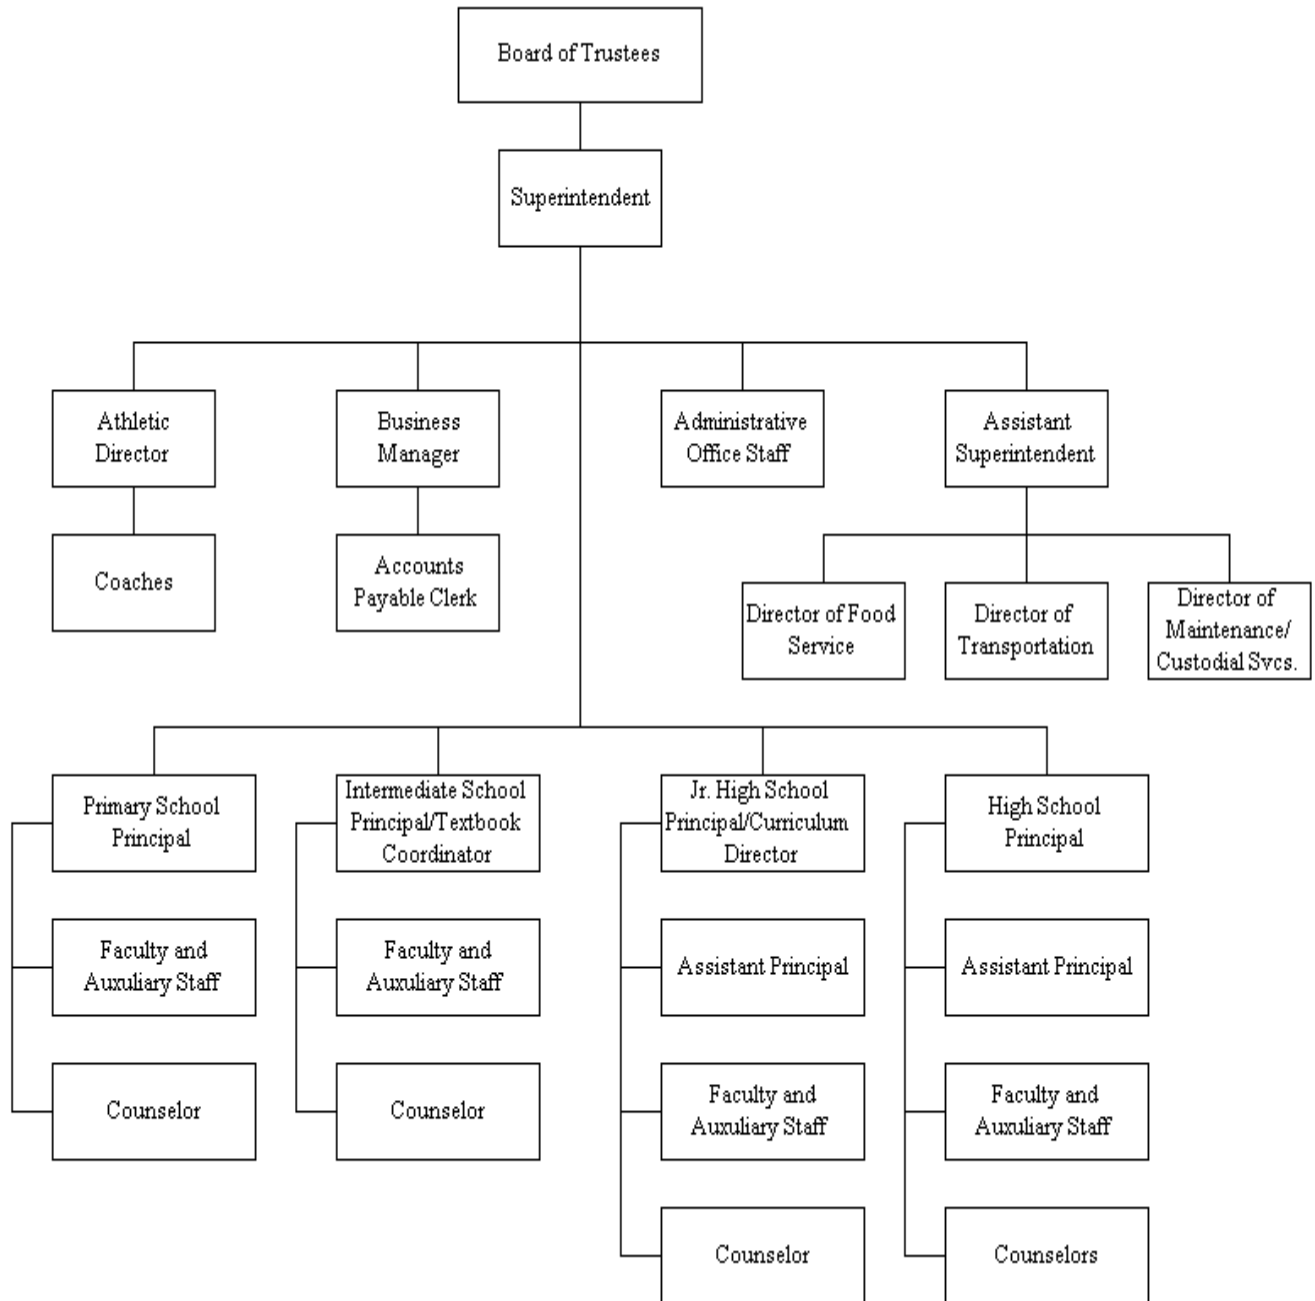 Board of Trustees
Superintendent
Athletic
Director
Business
Manager
Administrative
Office Staff
Assistant
Superintendent
Coaches
Accounts
Payable Clerk
Director of Food
Service
Director of
Transportation
Director of
Maintenance/
Custodial Svcs.
Primary School
Principal
Intermediate School
Principal/Textbook
Coordinator
Jr. High School
Principal/Curriculum
Director
High School
Principal
Faculty and
Auxuliary Staff
Faculty and
Auxuliary Staff
Assistant Principal
Assistant Principal
Counselor
Counselor
Faculty and
Auxuliary Staff
Faculty and
Auxuliary Staff
Counselor
Counselors